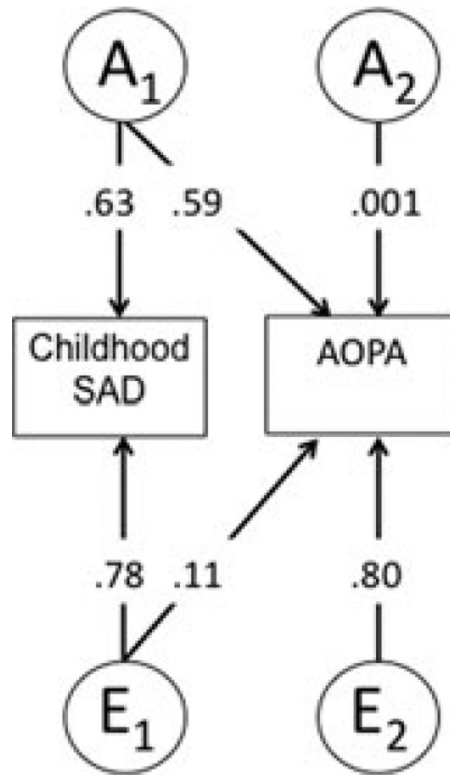 A1 A2
.63 .59 .001
Childhood
SAD
AOPA
.78 .11 .80
E1 E2